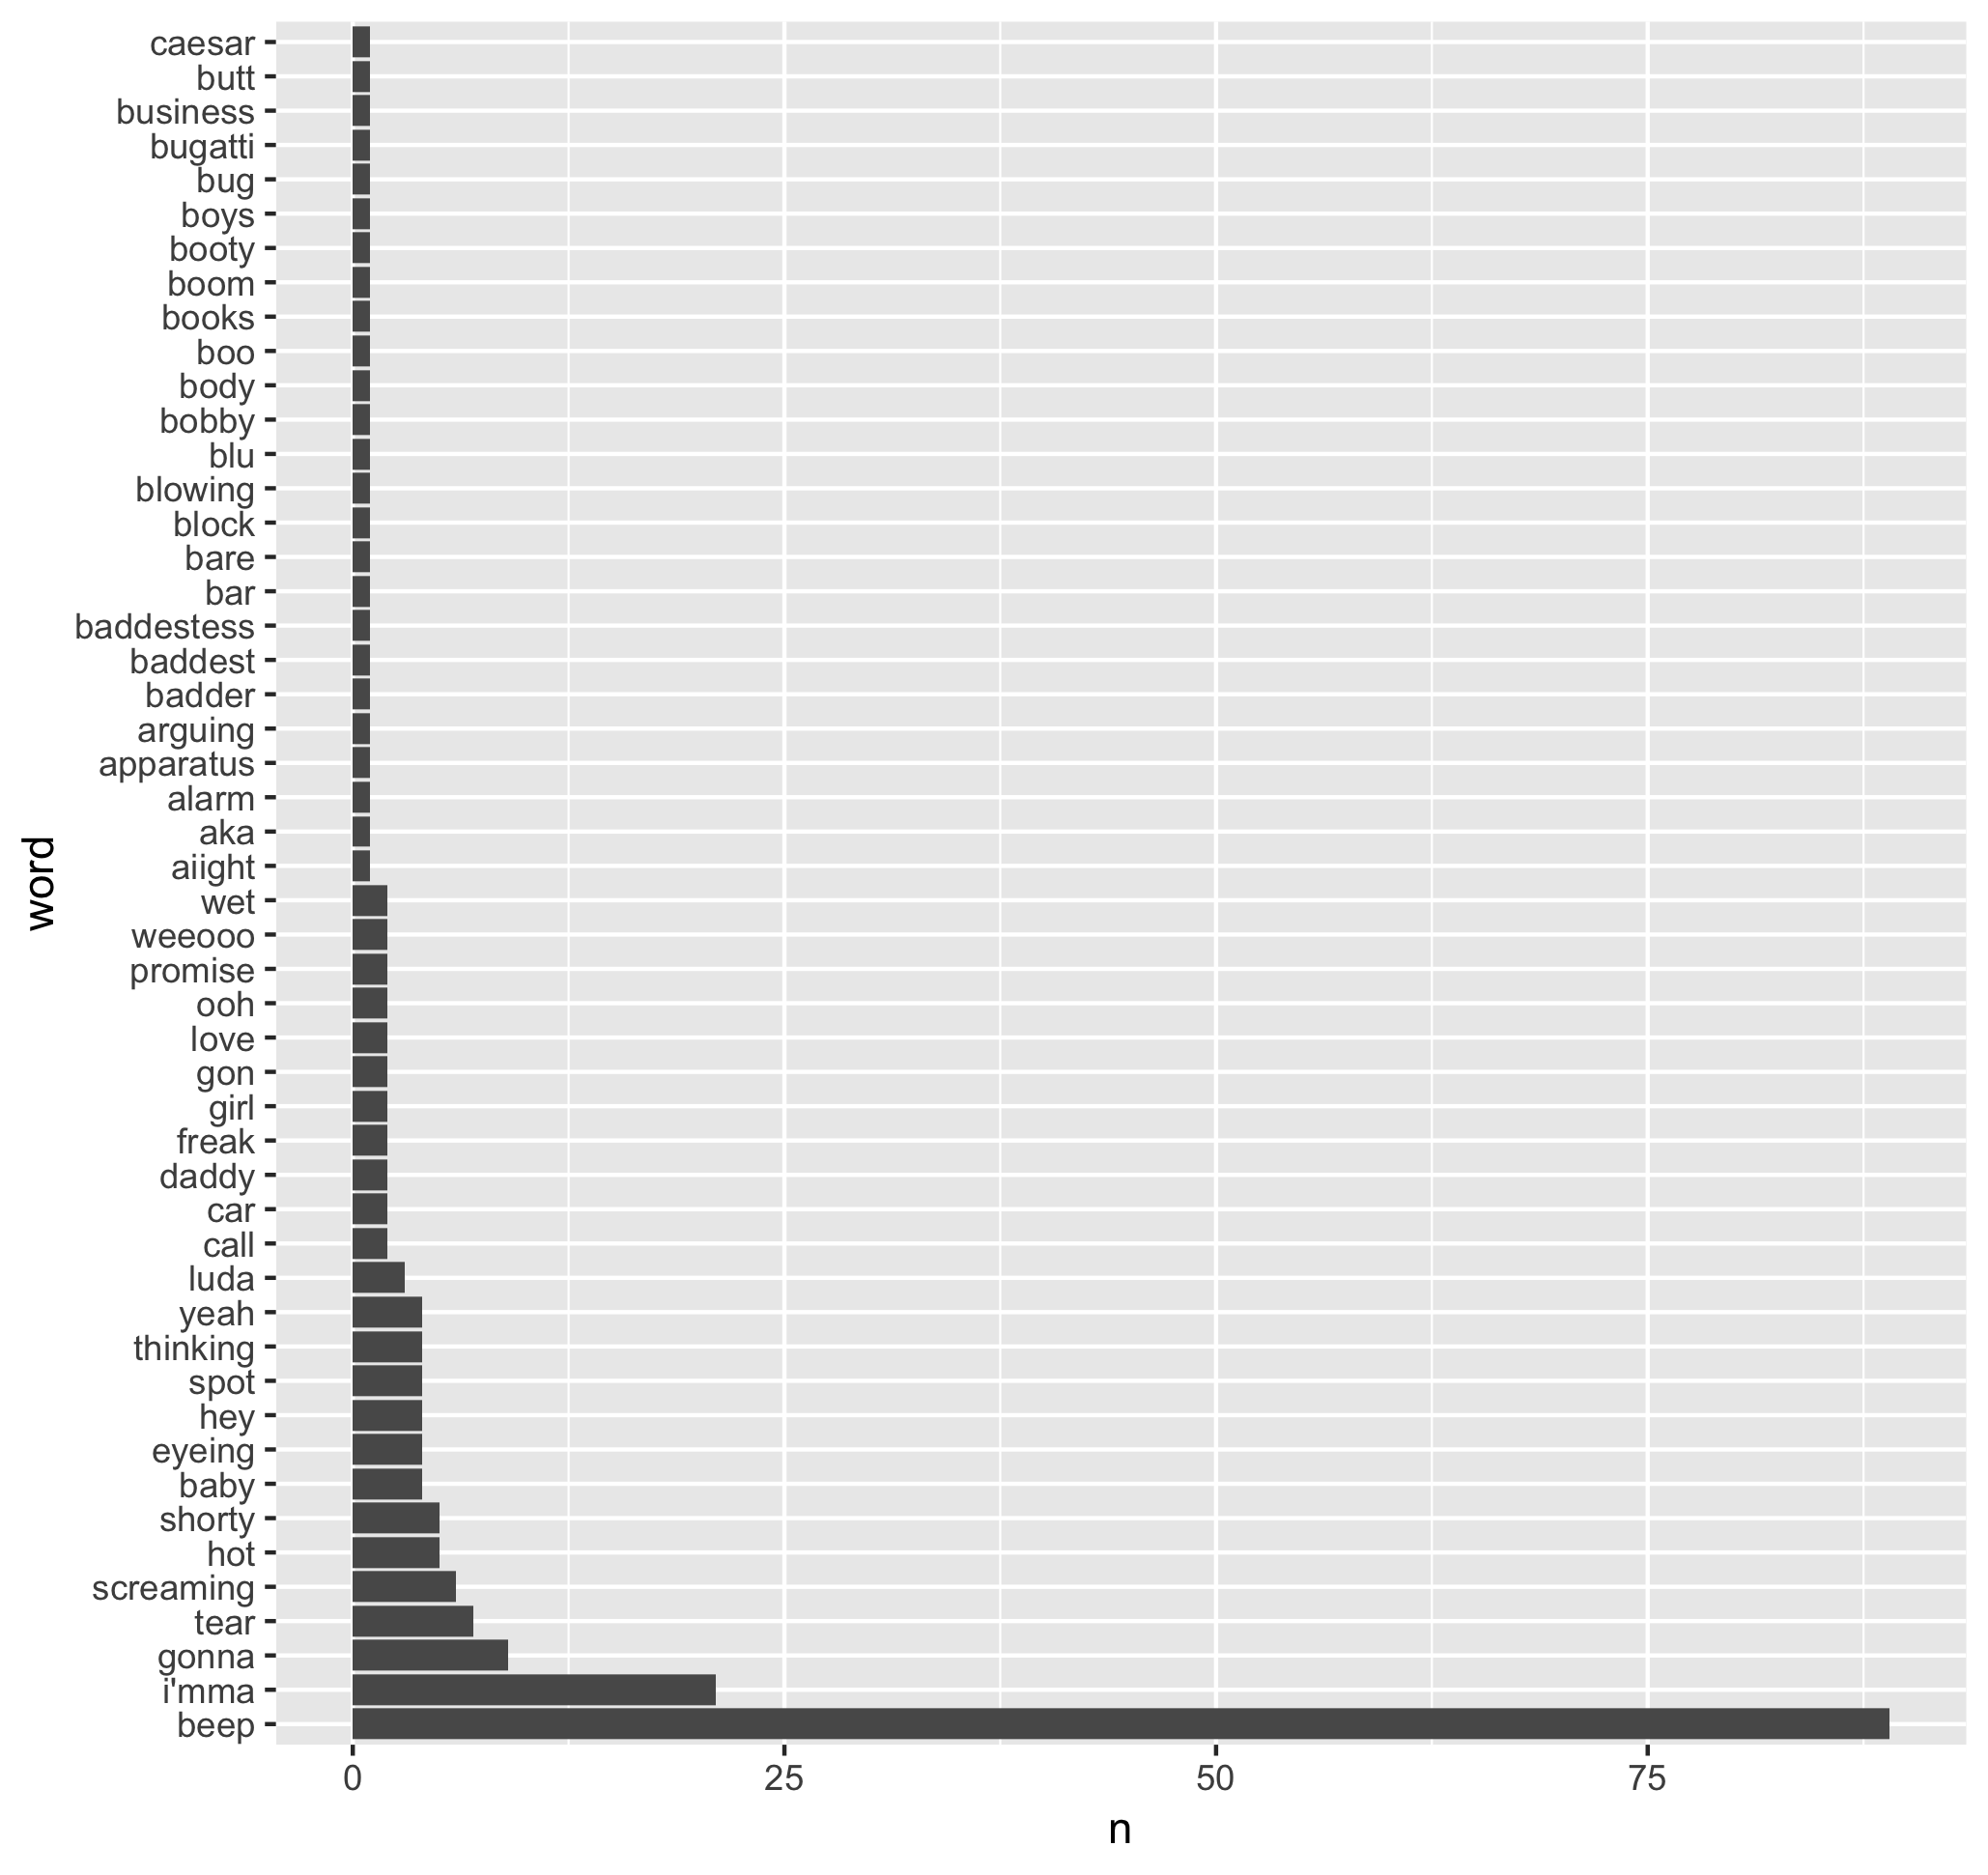 caesar
butt
business
bugatti
bug
boys
booty
boom
books
boo
body
bobby
blu
blowing
block
bare
bar
baddestess
baddest
badder
arguing
apparatus
alarm
aka
aiight
wet
weeooo
promise
ooh
love
gon
girl
freak
daddy
car
call
luda
yeah
thinking
spot
hey
eyeing
baby
shorty
hot
screaming
tear
gonna
i'mma
beep
word
0 25 50 75
n